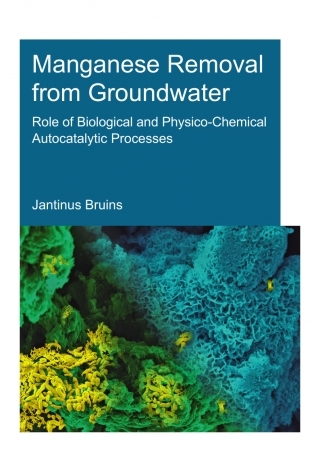 Manganese Removal
from Groundwater
Role of Biological and Physico-Chemical
Autocatalytic Processes
Jantinus Bruins